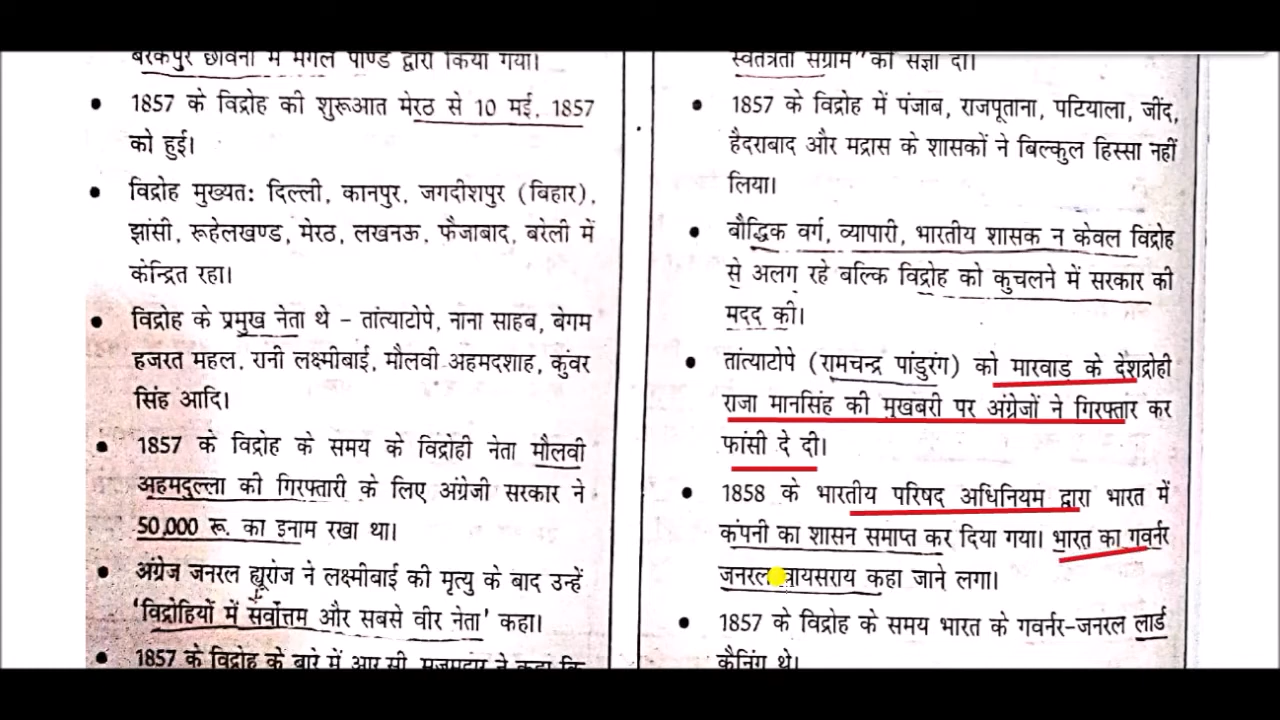 बैरकपुर छावनी में मंगल पाण्डे द्वारा किया गया।
• 1857 के विद्रोह की शुरूआत मेरठ से 10 मई, 1857
को हुई।
• विद्रोह मुख्यत: दिल्ली, कानपुर, जगदीशपुर (बिहार),
झांसी, रूहेलखण्ड, मेरठ, लखनऊ, फैजाबाद, बरेली में
केन्द्रित रहा।
• विद्रोह के प्रमुख नेता थे – तांत्याटोपे, नाना साहब, बेगम
हजरत महल, रानी लक्ष्मीबाई, मौलवी अहमदशाह, कुंवर
सिंह आदि।
• 1857 के विद्रोह के समय के विद्रोही नेता मौलवी
अहमदुल्ला की गिरफ्तारी के लिए अंग्रेजी सरकार ने
50,000 रू. का इनाम रखा था।
• अंग्रेज जनरल ह्यूरोज ने लक्ष्मीबाई की मृत्यु के बाद उन्हें
‘विद्रोहियों में सर्वोत्तम और सबसे वीर नेता’ कहा।
• 1857 के विद्रोह के बारे में आर.सी. मजूमदार ने कहा कि
स्वतंत्रता संग्राम” की संज्ञा दी।
• 1857 के विद्रोह में पंजाब, राजपूताना, पटियाला, जींद,
हैदराबाद और मद्रास के शासकों ने बिल्कुल हिस्सा नहीं
लिया।
• बौद्धिक वर्ग, व्यापारी, भारतीय शासक न केवल विद्रोह
से अलग रहे बल्कि विद्रोह को कुचलने में सरकार की
मदद की।
• तांत्याटोपे (रामचन्द्र पांडुरंग) को मारवाड़ के देशद्रोही
राजा मानसिंह की मुखबरी पर अंग्रेजों ने गिरफ्तार कर
फांसी दे दी।
• 1858 के भारतीय परिषद अधिनियम द्वारा भारत में
कंपनी का शासन समाप्त कर दिया गया। भारत का गवर्नर
जनरल वायसराय कहा जाने लगा।
• 1857 के विद्रोह के समय भारत के गवर्नर-जनरल लार्ड
कैनिंग थे।